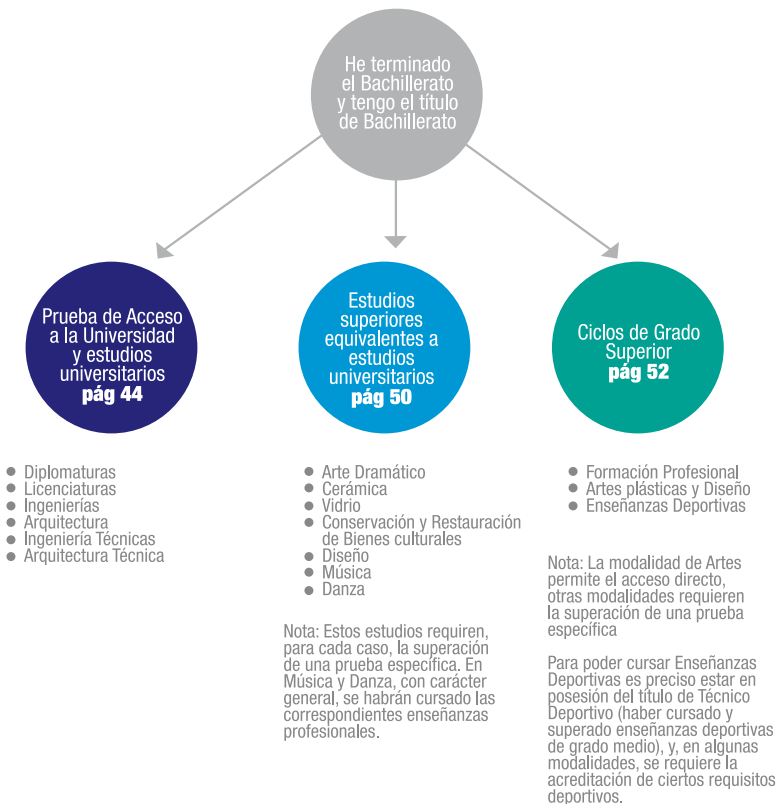 He terminado
el Bachillerato
y tengo el título
de Bachillerato
Prueba de Acceso
a la Universidad
y estudios
universitarios
pág 44
Estudios
superiores
equivalentes a
estudios
universitarios
pág 50
Ciclos de Grado
Superior
pág 52
Diplomaturas
Licenciaturas
Ingenierías
Arquitectura
Ingeniería Técnicas
Arquitectura Técnica
Arte Dramático
Cerámica
Vidrio
Conservación y Restauración
de Bienes culturales
Diseño
Música
Danza
Nota: Estos estudios requiren,
para cada caso, la superación
de una prueba específica. En
Música y Danza, con carácter
general, se habrán cursado las
correspondientes enseñanzas
profesionales.
Formación Profesional
Artes plásticas y Diseño
Enseñanzas Deportivas
Nota: La modalidad de Artes
permite el acceso directo,
otras modalidades requieren
la superación de una prueba
específica
Para poder cursar Enseñanzas
Deportivas es preciso estar en
posesión del título de Técnico
Deportivo (haber cursado y
superado enseñanzas deportivas
de grado medio), y, en algunas
modalidades, se requiere la
acreditación de ciertos requisitos
deportivos.